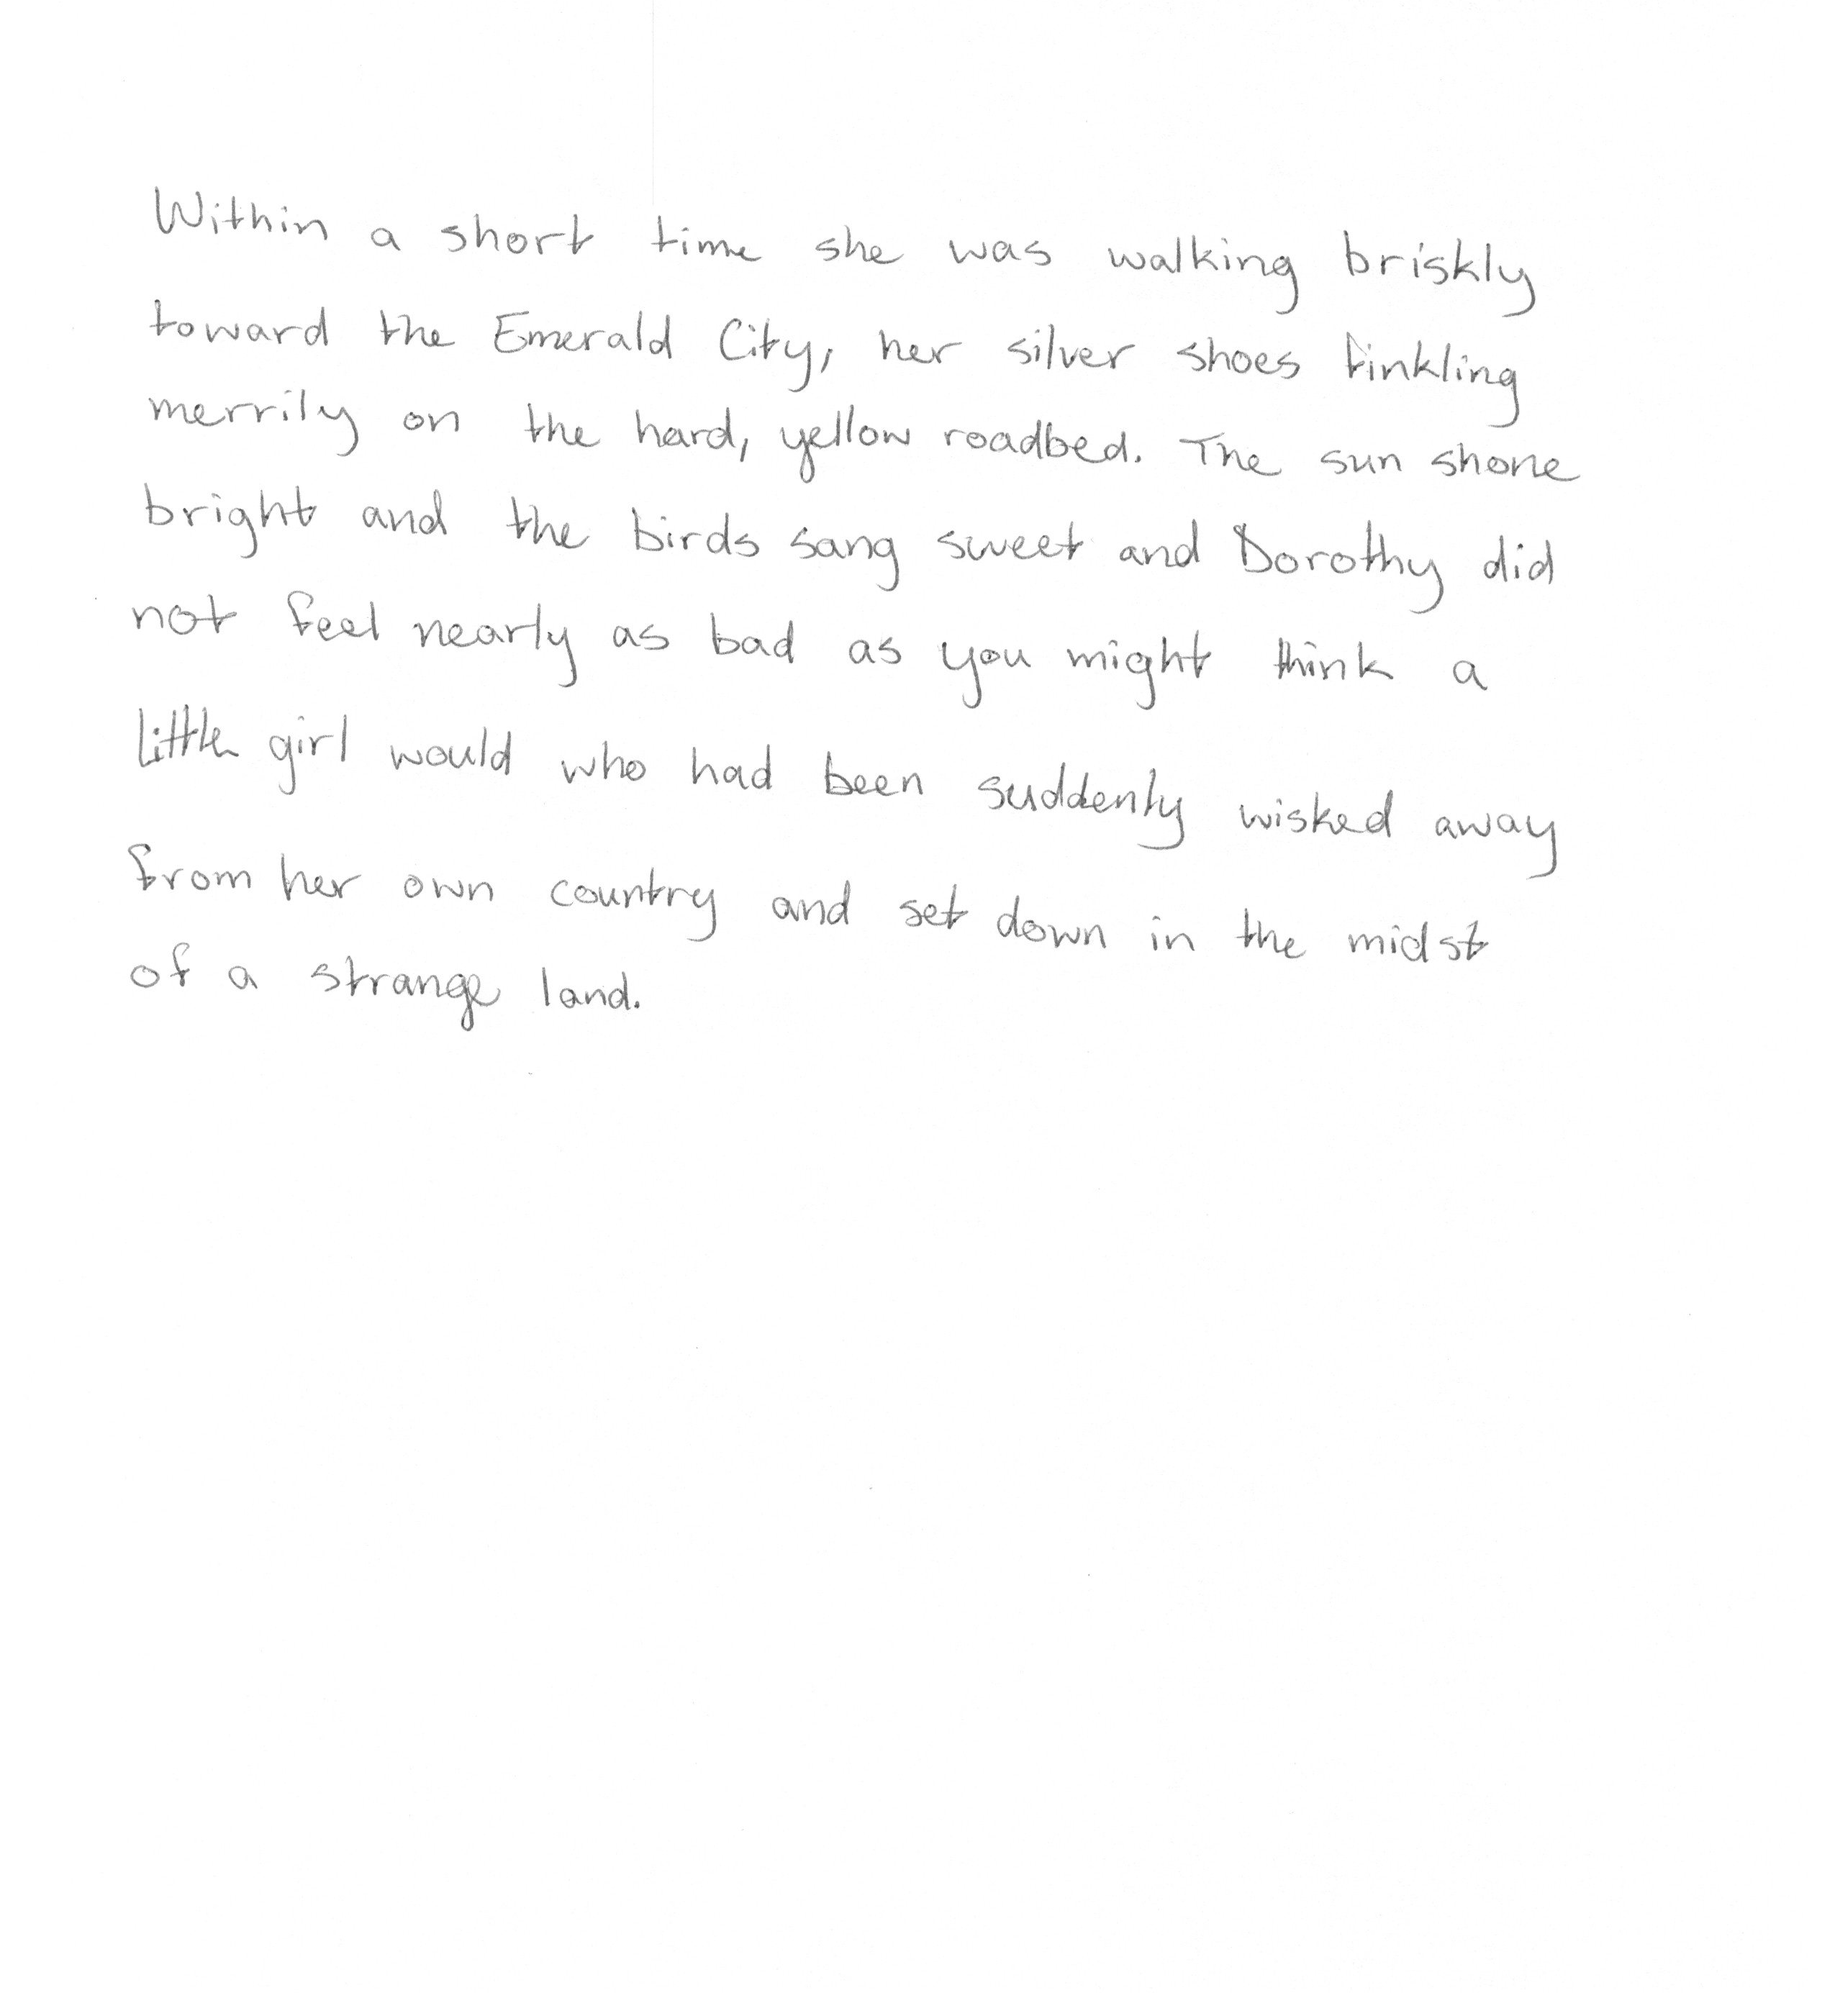 Within a short time she was walking briskly
toward the Emerald City, her silver shoes tinkling
merrily on the hard, yellow roadbed. The sun shone
bright and the birds sang sweet and Dorothy did
not feel nearly as bad as you might think a
little girl would who had been suddenly wisked away
from her own country and set down in the midst
of a strange land.